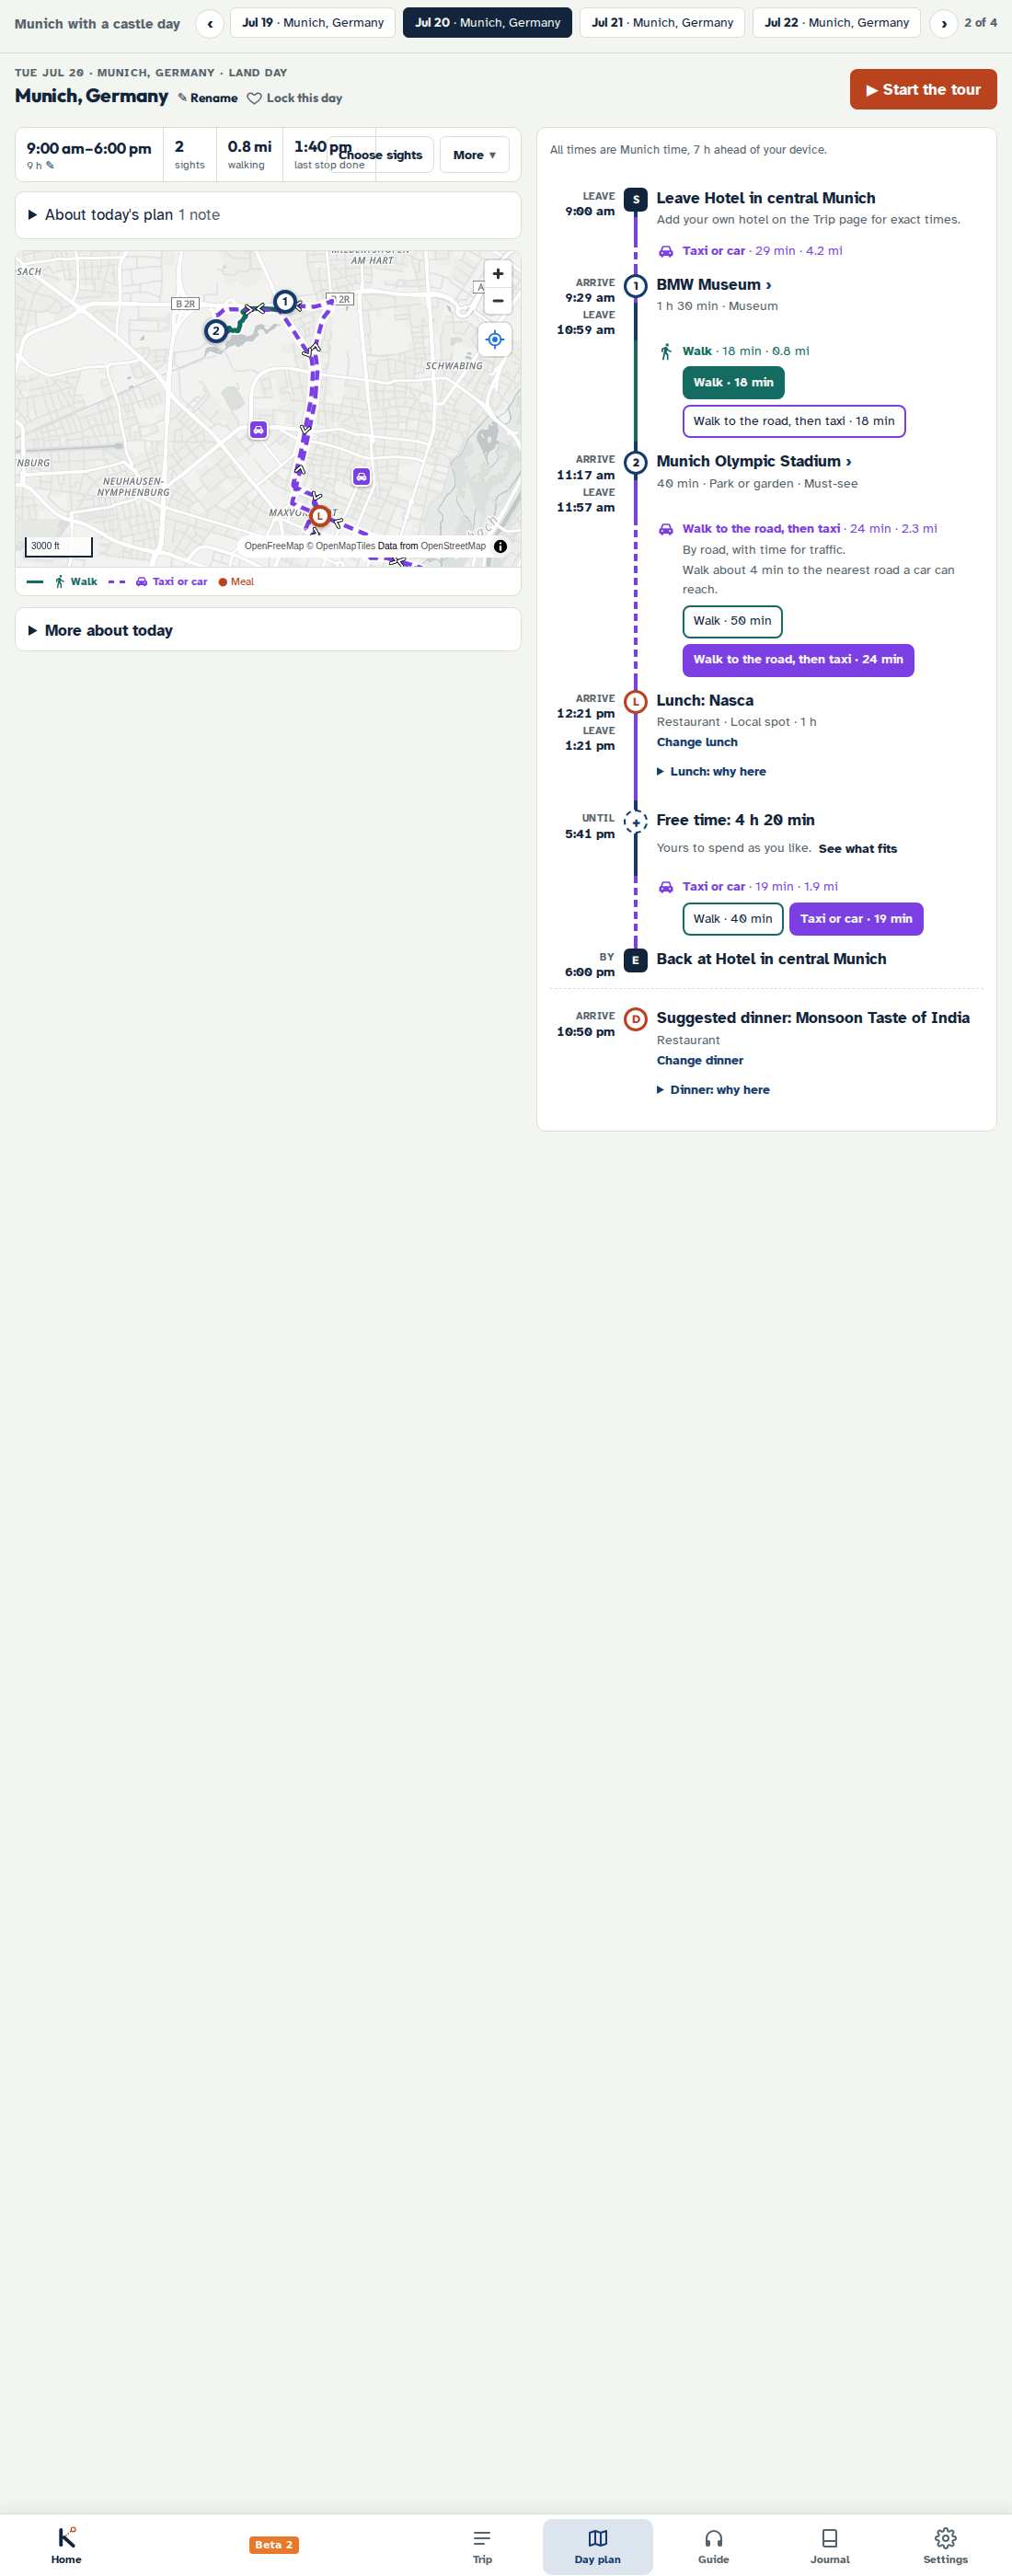 Munich with a castle day
‹
Jul 19 · Munich, Germany
Jul 20 · Munich, Germany
Jul 21 · Munich, Germany
Jul 22 · Munich, Germany
›
2 of 4
TUE JUL 20 · MUNICH, GERMANY · LAND DAY
Munich, Germany ✎ Rename Lock this day
▶ Start the tour
9:00 am–6:00 pm
9 h ✎
2
sights
0.8 mi
walking
1:40 pm
last stop done
Choose sights
More ▾
▶ About today's plan 1 note
AM HART
SACH
B 2R
1
2R
A
+
−
2
SCHWABING
NBURG
NEUHAUSEN-
NYMPHENBURG
L
3000 ft
OpenFreeMap © OpenMapTiles Data from OpenStreetMap
Walk Taxi or car Meal
▶ More about today
All times are Munich time, 7 h ahead of your device.
LEAVE
9:00 am
S
Leave Hotel in central Munich
Add your own hotel on the Trip page for exact times.
Taxi or car · 29 min · 4.2 mi
ARRIVE
9:29 am
LEAVE
10:59 am
1
BMW Museum ›
1 h 30 min · Museum
Walk · 18 min · 0.8 mi
Walk · 18 min
Walk to the road, then taxi · 18 min
ARRIVE
11:17 am
LEAVE
11:57 am
2
Munich Olympic Stadium ›
40 min · Park or garden · Must-see
Walk to the road, then taxi · 24 min · 2.3 mi
By road, with time for traffic.
Walk about 4 min to the nearest road a car can
reach.
Walk · 50 min
Walk to the road, then taxi · 24 min
ARRIVE
12:21 pm
LEAVE
1:21 pm
L
Lunch: Nasca
Restaurant · Local spot · 1 h
Change lunch
▶ Lunch: why here
UNTIL
5:41 pm
+
Free time: 4 h 20 min
Yours to spend as you like. See what fits
Taxi or car · 19 min · 1.9 mi
Walk · 40 min
Taxi or car · 19 min
BY
6:00 pm
E
Back at Hotel in central Munich
ARRIVE
10:50 pm
D
Suggested dinner: Monsoon Taste of India
Restaurant
Change dinner
▶ Dinner: why here
Home
Beta 2
Trip
Day plan
Guide
Journal
Settings